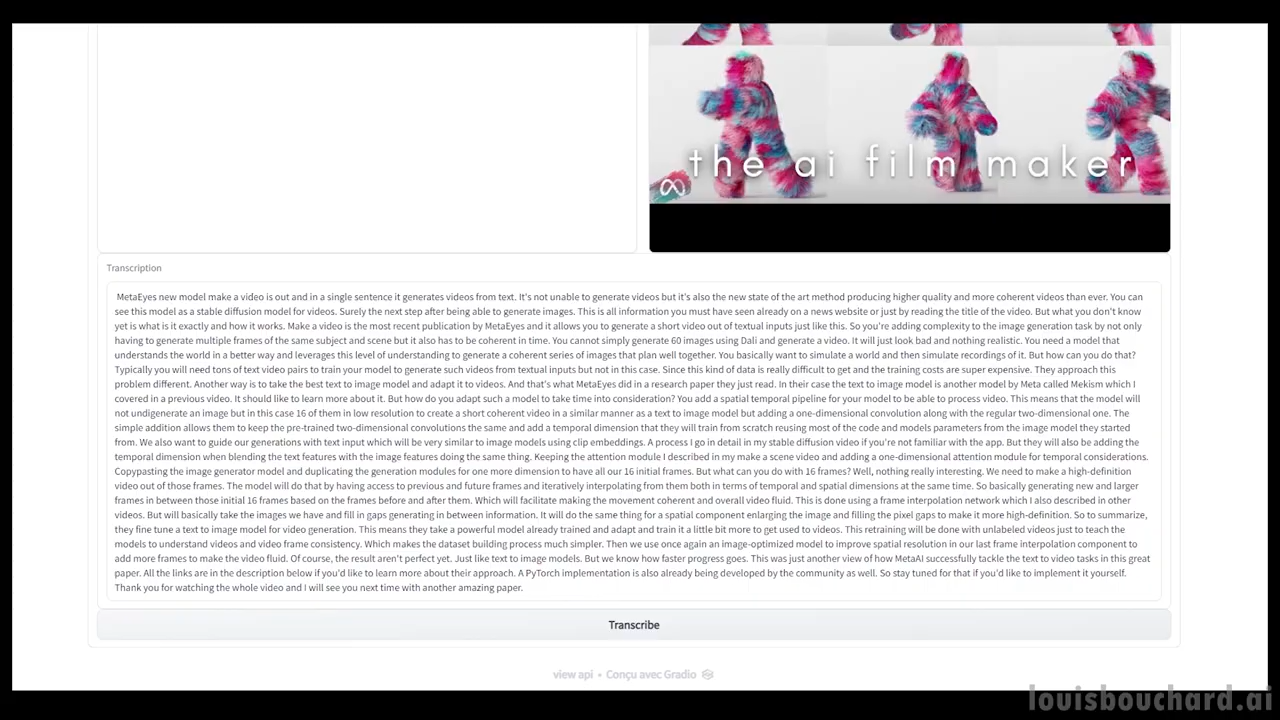 the ai film maker
Transcription
MetaEyes new model make a video is out and in a single sentence it generates videos from text. It's not unable to generate videos but it's also the new state of the art method producing higher quality and more coherent videos than ever. You can
see this model as a stable diffusion model for videos. Surely the next step after being able to generate images. This is all information you must have seen already on a news website or just by reading the title of the video. But what you don't know
yet is what is it exactly and how it works. Make a video is the most recent publication by MetaEyes and it allows you to generate a short video out of textual inputs just like this. So you're adding complexity to the image generation task by not only
having to generate multiple frames of the same subject and scene but it also has to be coherent in time. You cannot simply generate 60 images using Dali and generate a video. It will just look bad and nothing realistic. You need a model that
understands the world in a better way and leverages this level of understanding to generate a coherent series of images that plan well together. You basically want to simulate a world and then simulate recordings of it. But how can you do that?
Typically you will need tons of text video pairs to train your model to generate such videos from textual inputs but not in this case. Since this kind of data is really difficult to get and the training costs are super expensive. They approach this
problem different. Another way is to take the best text to image model and adapt it to videos. And that's what MetaEyes did in a research paper they just read. In their case the text to image model is another model by Meta called Mekism which I
covered in a previous video. It should like to learn more about it. But how do you adapt such a model to take time into consideration? You add a spatial temporal pipeline for your model to be able to process video. This means that the model will
not undigenerate an image but in this case 16 of them in low resolution to create a short coherent video in a similar manner as a text to image model but adding a one-dimensional convolution along with the regular two-dimensional one. The
simple addition allows them to keep the pre-trained two-dimensional convolutions the same and add a temporal dimension that they will train from scratch reusing most of the code and models parameters from the image model they started
from. We also want to guide our generations with text input which will be very similar to image models using clip embeddings. A process I go in detail in my stable diffusion video if you're not familiar with the app. But they will also be adding the
temporal dimension when blending the text features with the image features doing the same thing. Keeping the attention module I described in my make a scene video and adding a one-dimensional attention module for temporal considerations.
Copypasting the image generator model and duplicating the generation modules for one more dimension to have all our 16 initial frames. But what can you do with 16 frames? Well, nothing really interesting. We need to make a high-definition
video out of those frames. The model will do that by having access to previous and future frames and iteratively interpolating from them both in terms of temporal and spatial dimensions at the same time. So basically generating new and larger
frames in between those initial 16 frames based on the frames before and after them. Which will facilitate making the movement coherent and overall video fluid. This is done using a frame interpolation network which I also described in other
videos. But will basically take the images we have and fill in gaps generating in between information. It will do the same thing for a spatial component enlarging the image and filling the pixel gaps to make it more high-definition. So to summarize,
they fine tune a text to image model for video generation. This means they take a powerful model already trained and adapt and train it a little bit more to get used to videos. This retraining will be done with unlabeled videos just to teach the
models to understand videos and video frame consistency. Which makes the dataset building process much simpler. Then we use once again an image-optimized model to improve spatial resolution in our last frame interpolation component to
add more frames to make the video fluid. Of course, the result aren't perfect yet. Just like text to image models. But we know how faster progress goes. This was just another view of how MetaAI successfully tackle the text to video tasks in this great
paper. All the links are in the description below if you'd like to learn more about their approach. A PyTorch implementation is also already being developed by the community as well. So stay tuned for that if you'd like to implement it yourself.
Thank you for watching the whole video and I will see you next time with another amazing paper.
Transcribe
view api • Conçu avec Gradio
louisbouchard.ai